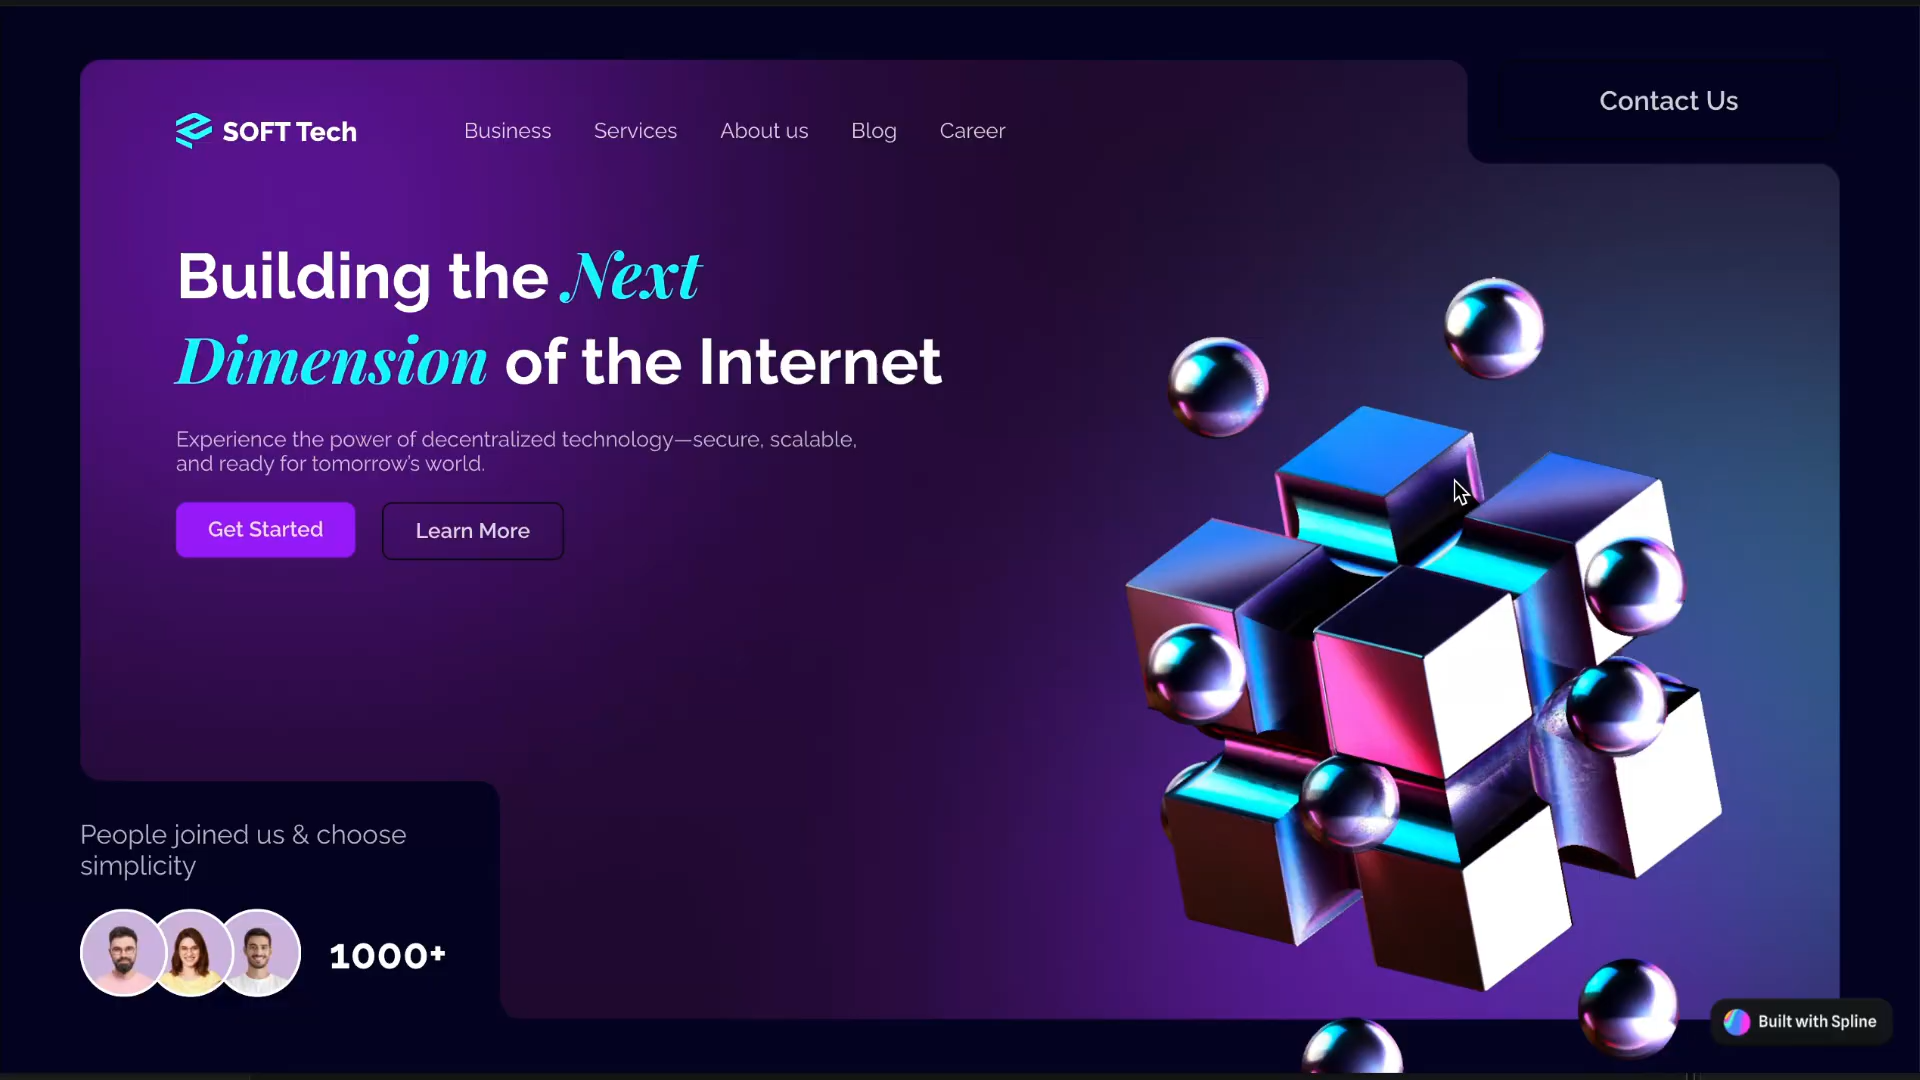 SOFT Tech
Business
Services
About us
Blog
Career
Contact Us
Building the Next
Dimension of the Internet
Experience the power of decentralized technology—secure, scalable,
and ready for tomorrow's world.
Get Started
Learn More
People joined us & choose
simplicity
1000+
Built with Spline